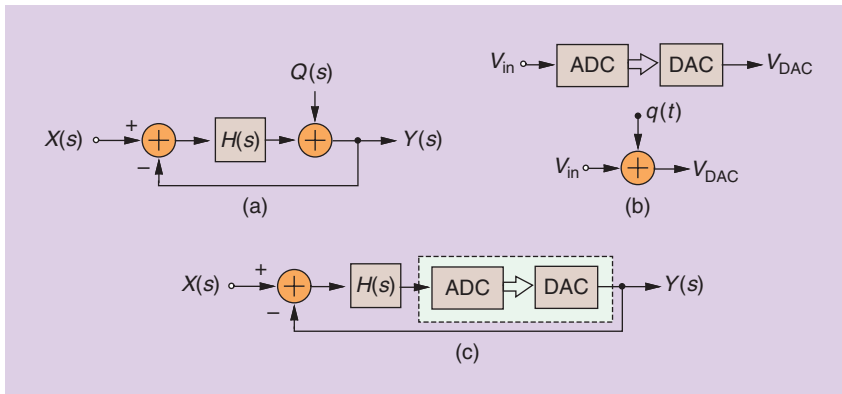 Q(s)
X(s) + H(s) + Y(s)
+
−
(a)
V_in ADC DAC V_DAC
q(t)
V_in + V_DAC
(b)
X(s) + H(s) ADC DAC Y(s)
+
−
(c)